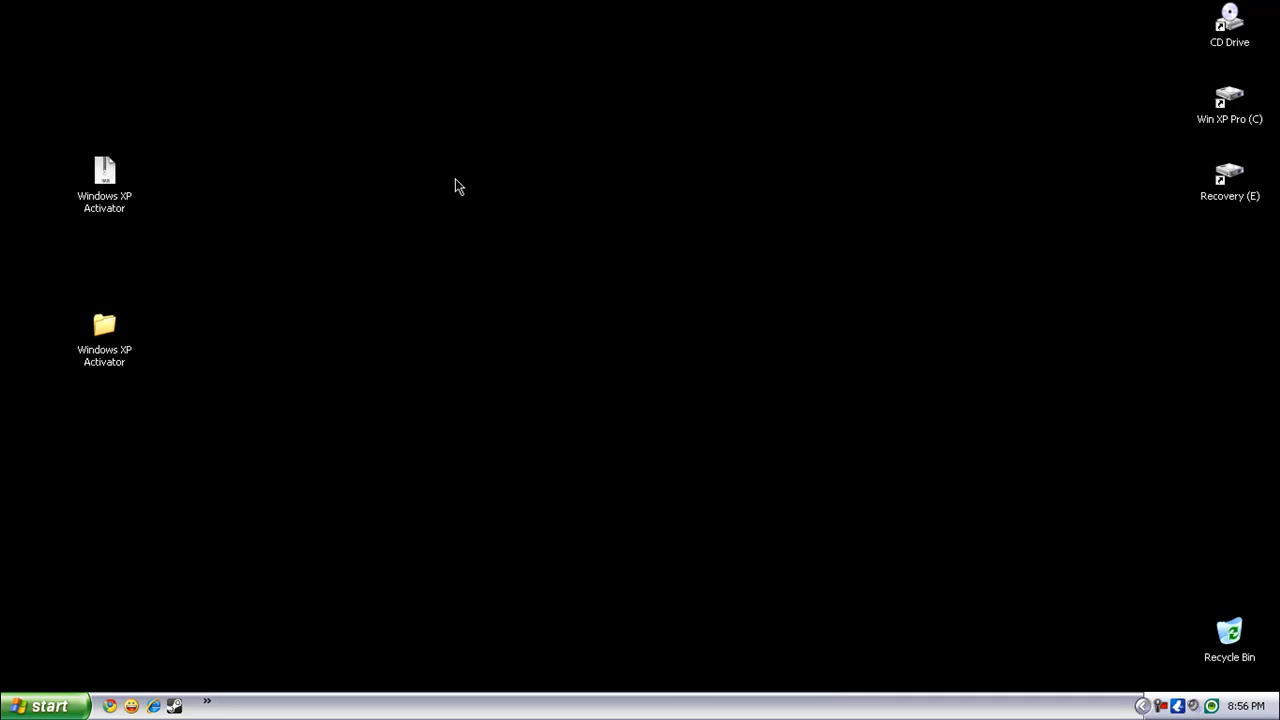 CD Drive
Win XP Pro (C)
Windows XP
Activator
Recovery (E)
Windows XP
Activator
Recycle Bin
start
»
8:56 PM